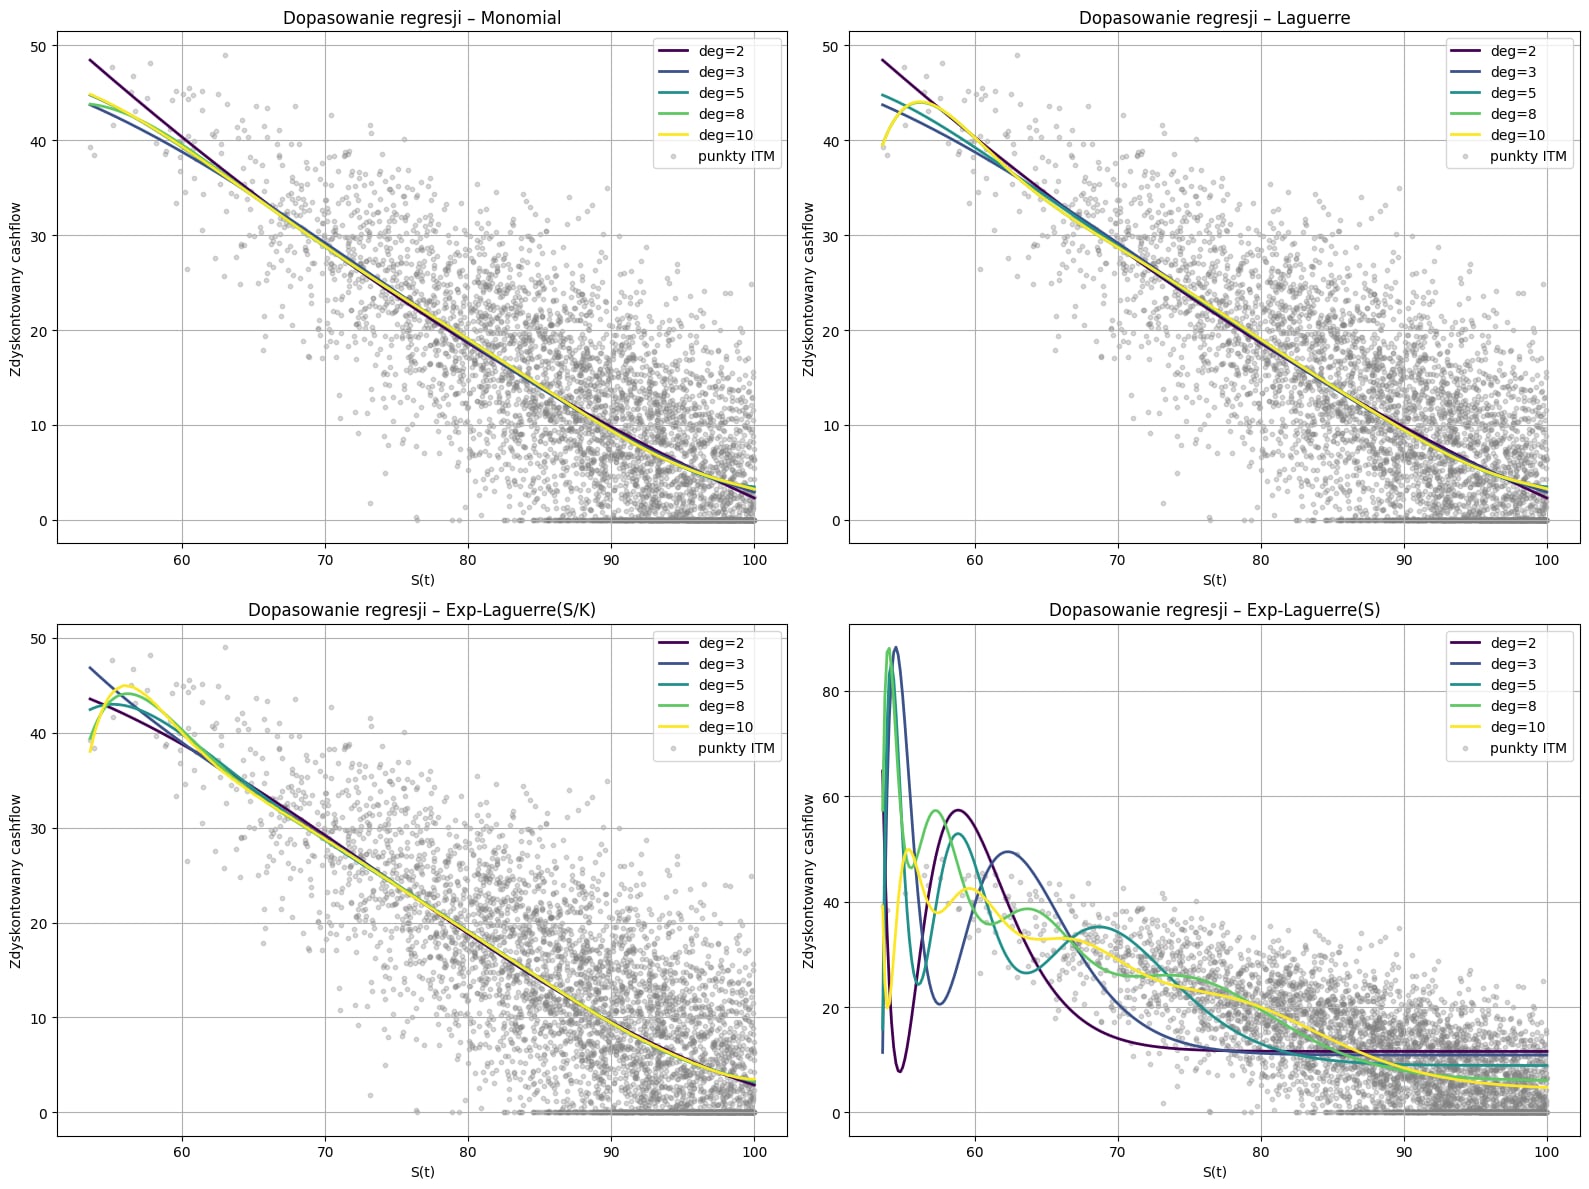 Dopasowanie regresji – Monomial
50
40
30
20
10
0
Zdyskontowany cashflow
60 70 80 90 100
S(t)
deg=2
deg=3
deg=5
deg=8
deg=10
punkty ITM
Dopasowanie regresji – Laguerre
50
40
30
20
10
0
Zdyskontowany cashflow
60 70 80 90 100
S(t)
deg=2
deg=3
deg=5
deg=8
deg=10
punkty ITM
Dopasowanie regresji – Exp-Laguerre(S/K)
50
40
30
20
10
0
Zdyskontowany cashflow
60 70 80 90 100
S(t)
deg=2
deg=3
deg=5
deg=8
deg=10
punkty ITM
Dopasowanie regresji – Exp-Laguerre(S)
80
60
40
20
0
Zdyskontowany cashflow
60 70 80 90 100
S(t)
deg=2
deg=3
deg=5
deg=8
deg=10
punkty ITM